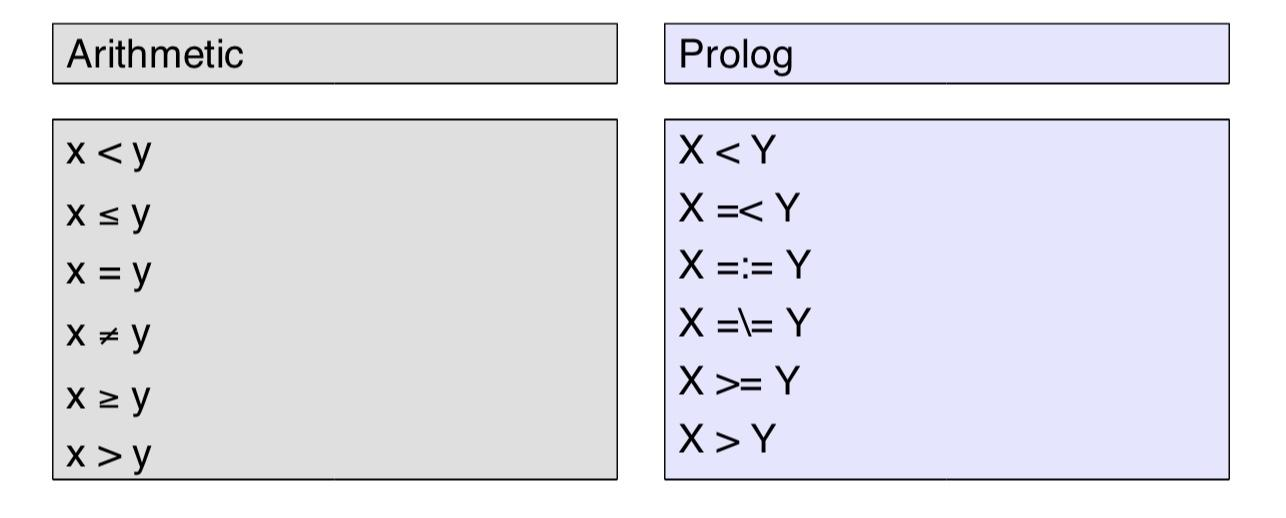 Arithmetic
x < y
x ≤ y
x = y
x ≠ y
x ≥ y
x > y
Prolog
X < Y
X =< Y
X =:= Y
X =\= Y
X >= Y
X > Y